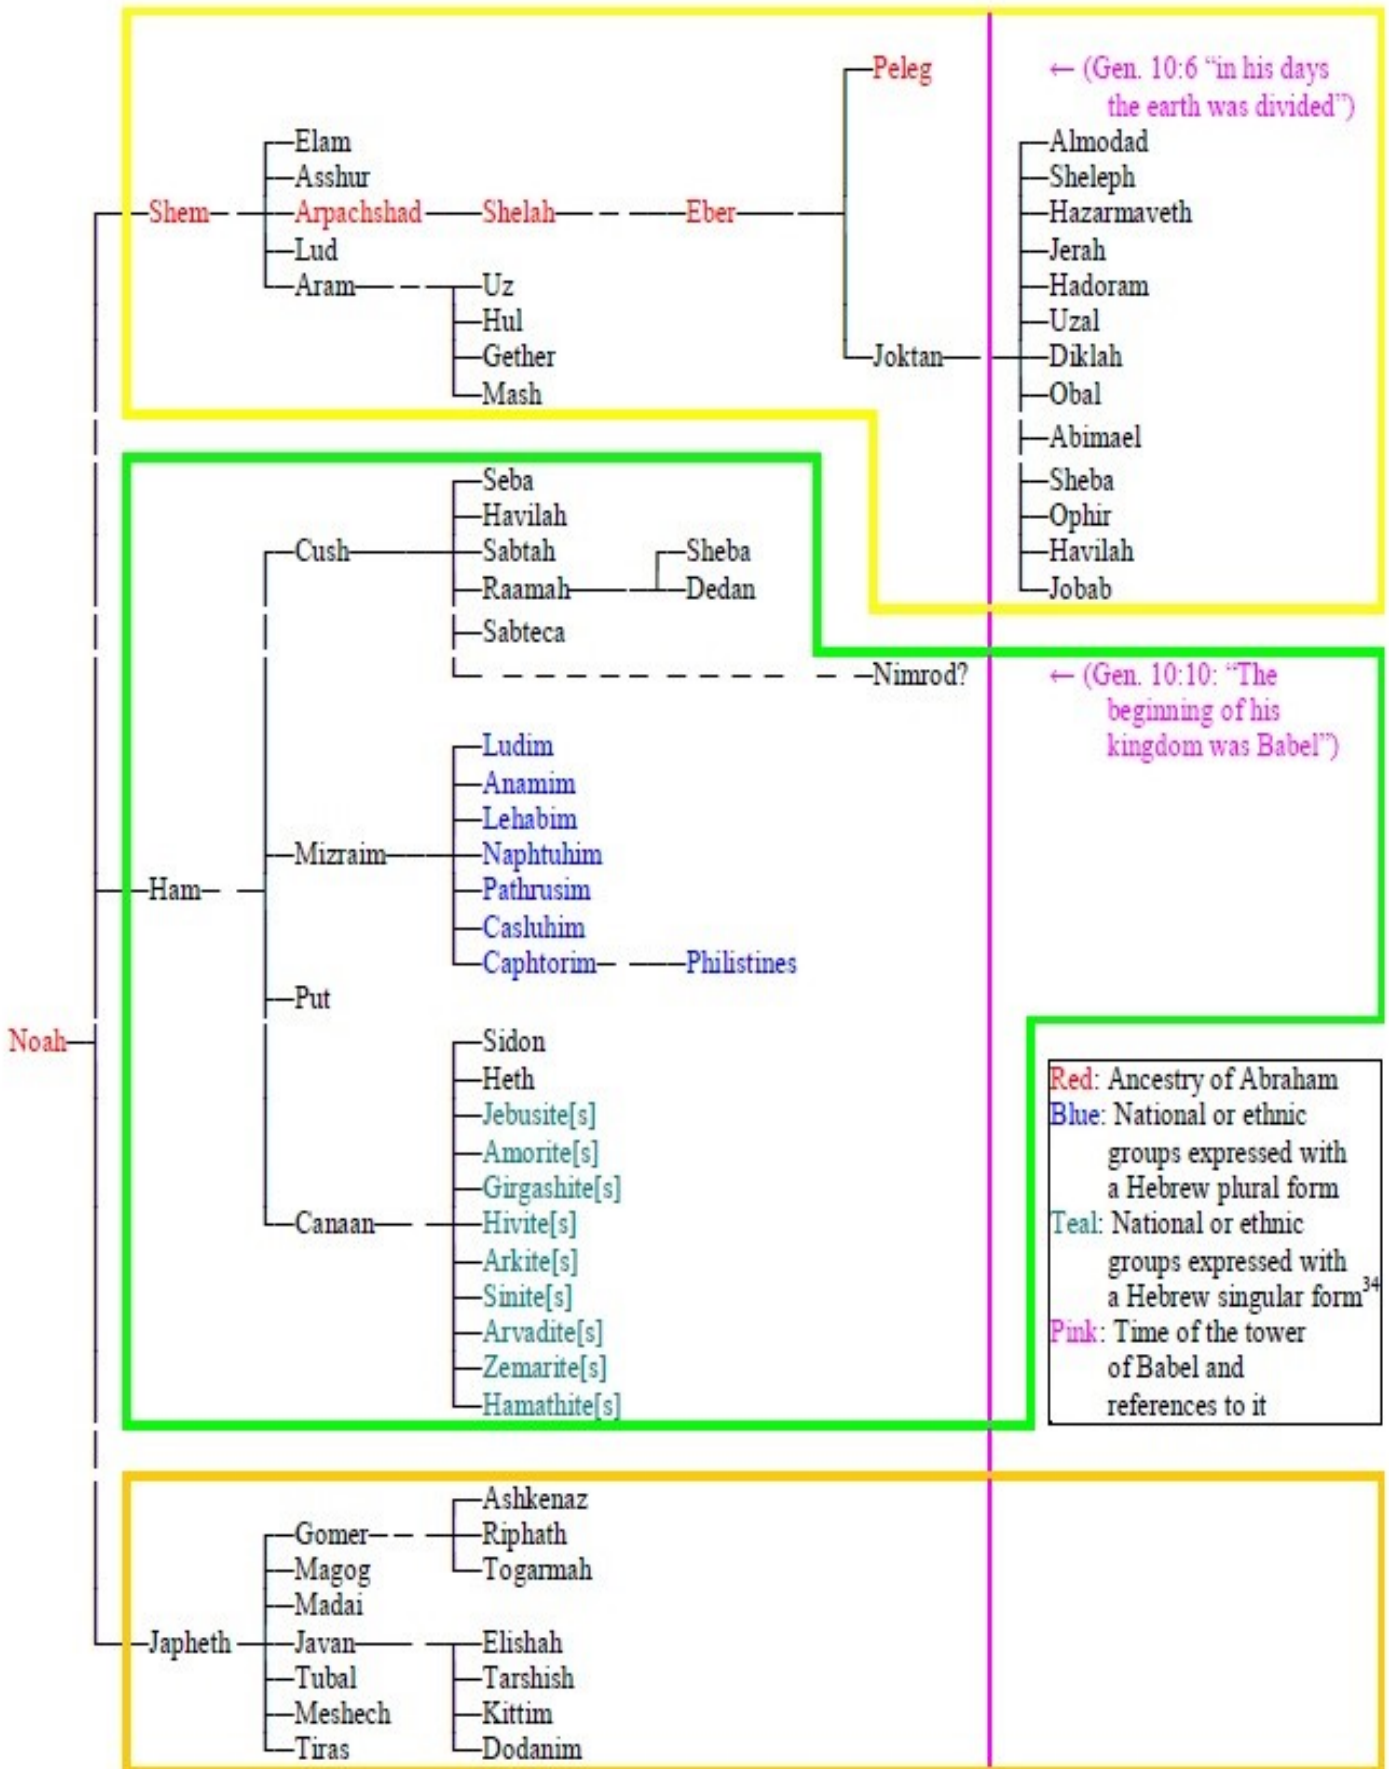 Peleg
← (Gen. 10:6 “in his days
the earth was divided”)
Elam
Almodad
Asshur
Sheleph
Shem
Arpachshad
Shelah
Eber
Hazarmaveth
Lud
Jerah
Aram
Uz
Hadoram
Hul
Uzal
Gether
Joktan
Diklah
Mash
Obal
Abimael
Seba
Sheba
Havilah
Ophir
Cush
Sabtah
Sheba
Havilah
Raamah
Dedan
Jobab
Sabteca
Nimrod?
← (Gen. 10:10: “The
beginning of his
kingdom was Babel”)
Ludim
Anamim
Lehabim
Mizraim
Naphtuhim
Ham
Pathrusim
Casluhim
Caphtorim
Philistines
Put
Noah
Sidon
Heth
Jebusite[s]
Amorite[s]
Girgashite[s]
Canaan
Hivite[s]
Arkite[s]
Sinite[s]
Arvadite[s]
Zemarite[s]
Hamathite[s]
Red: Ancestry of Abraham
Blue: National or ethnic
groups expressed with
a Hebrew plural form
Teal: National or ethnic
groups expressed with
a Hebrew singular form34
Pink: Time of the tower
of Babel and
references to it
Ashkenaz
Gomer
Riphath
Magog
Togarmah
Madai
Japheth
Javan
Elishah
Tubal
Tarshish
Meshech
Kittim
Tiras
Dodanim